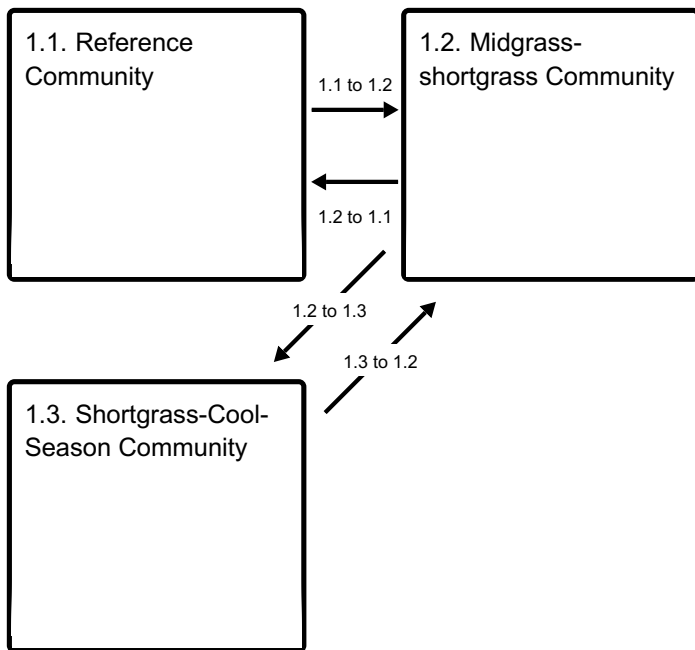 1.1. Reference
Community
1.2. Midgrass-
shortgrass Community
1.1 to 1.2
1.2 to 1.1
1.2 to 1.3
1.3 to 1.2
1.3. Shortgrass-Cool-
Season Community